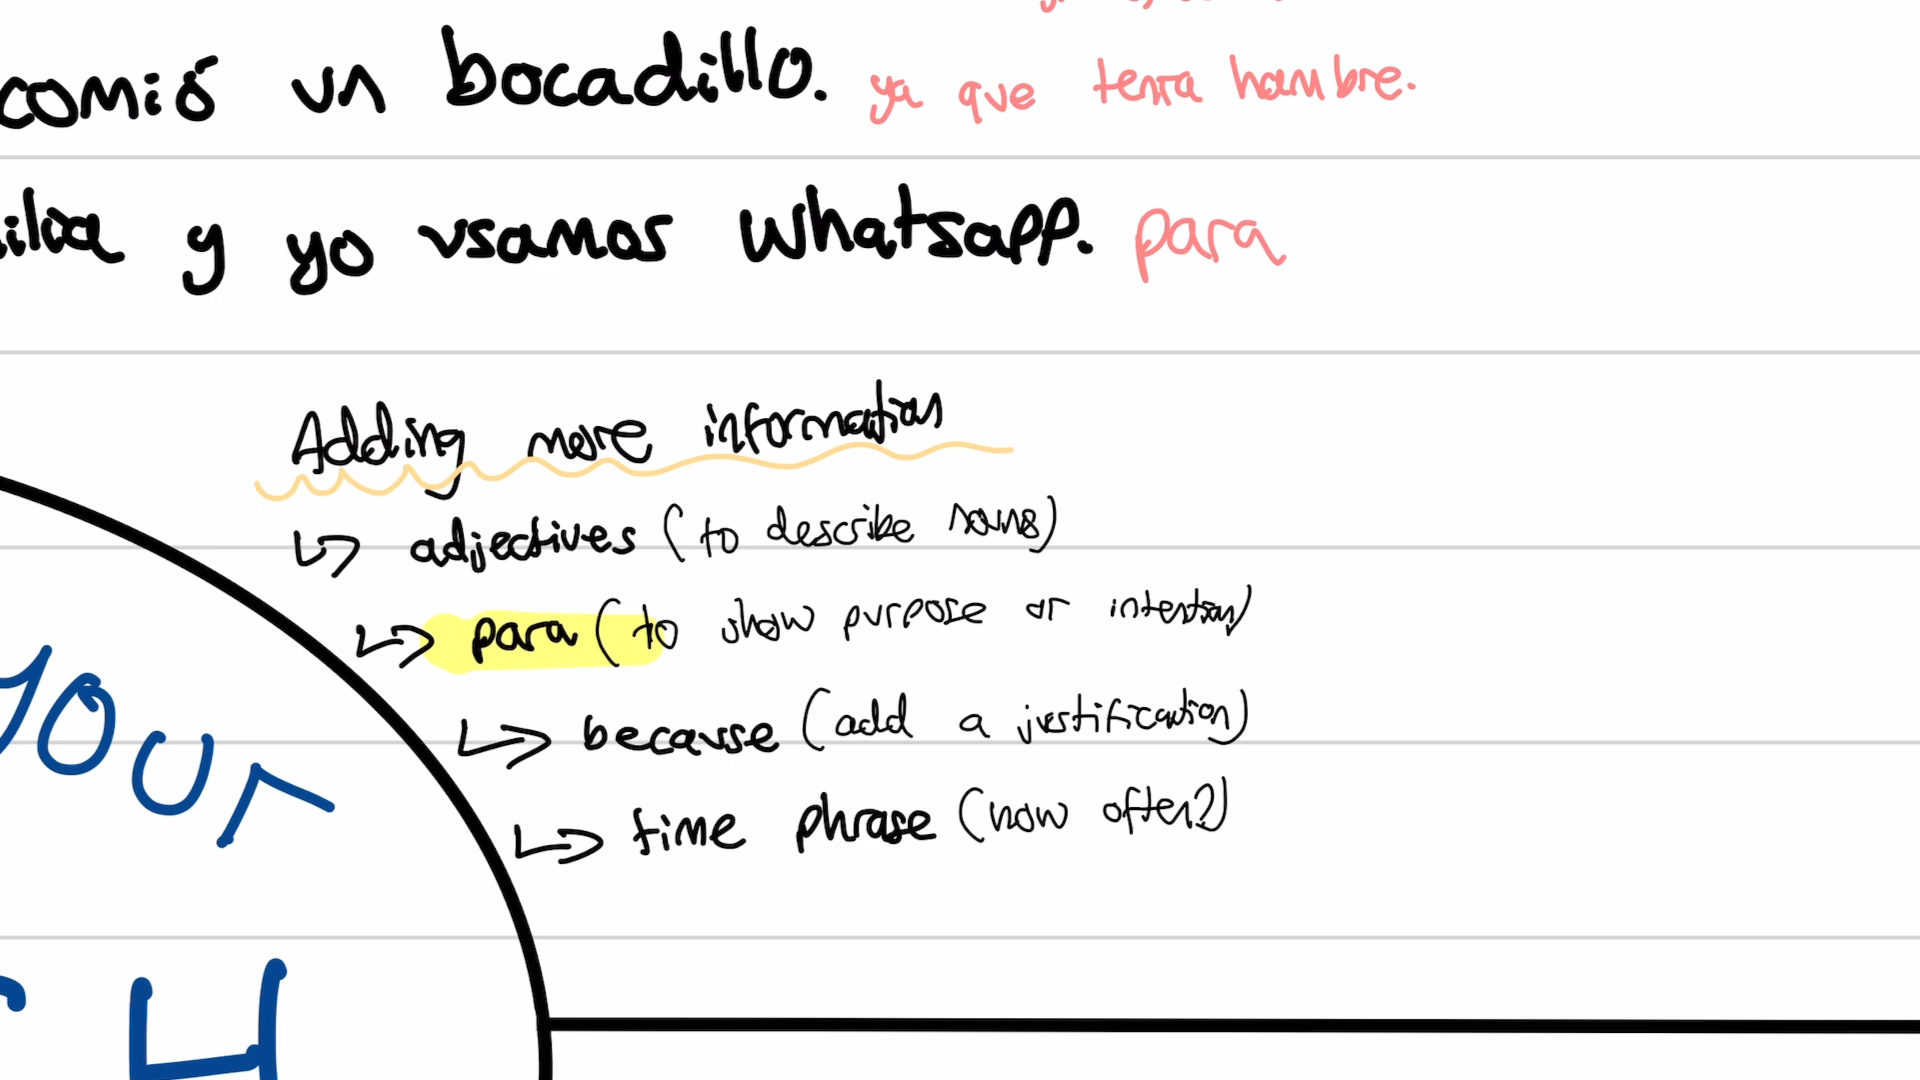 comió un bocadillo. ya que tenía hambre.
y yo usamos whatsapp. para
Adding more information
↳ adjectives (to describe nouns)
↳ para (to show purpose or intention)
↳ because (add a justification)
↳ time phrase (how often?)
your
H